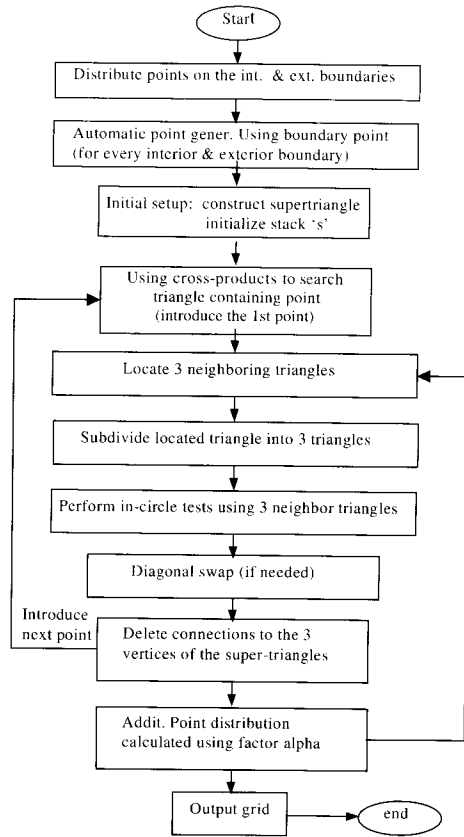 Start
Distribute points on the int. & ext. boundaries
Automatic point gener. Using boundary point
(for every interior & exterior boundary)
Initial setup: construct supertriangle
initialize stack ‘s’
Using cross-products to search
triangle containing point
(introduce the 1st point)
Locate 3 neighboring triangles
Subdivide located triangle into 3 triangles
Perform in-circle tests using 3 neighbor triangles
Diagonal swap (if needed)
Introduce
next point
Delete connections to the 3
vertices of the super-triangles
Addit. Point distribution
calculated using factor alpha
Output grid
end